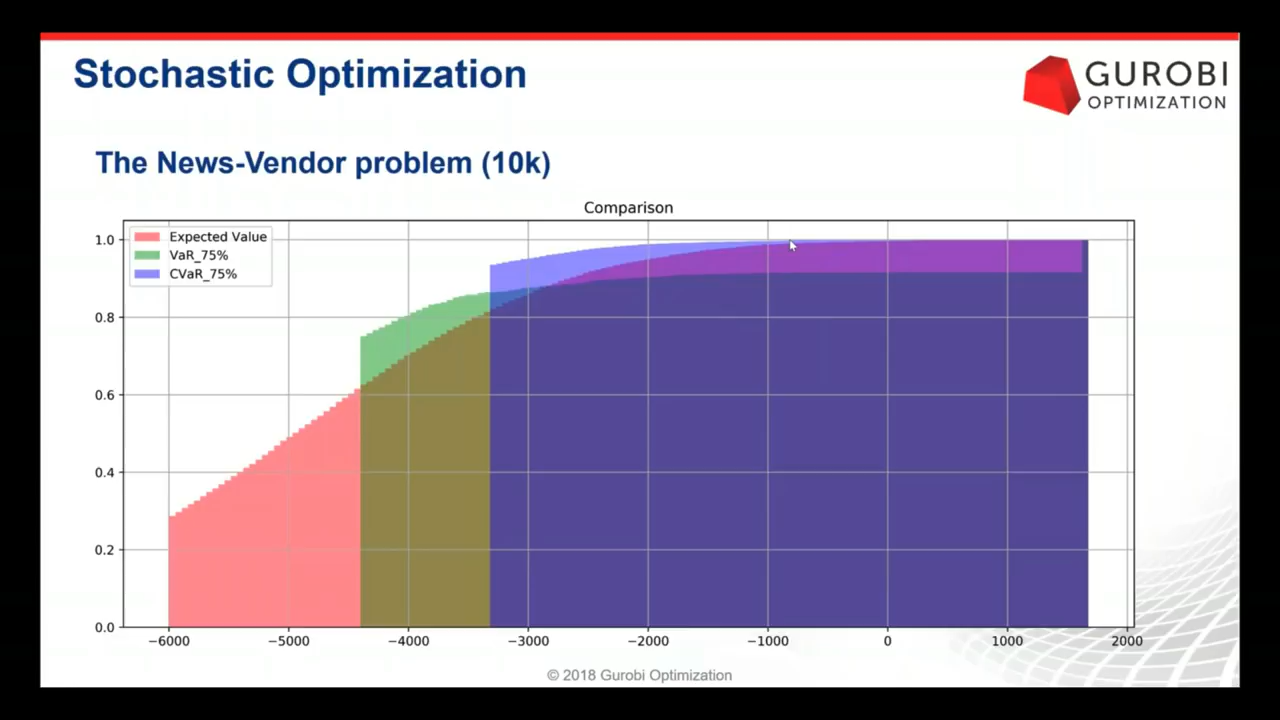 Stochastic Optimization
GUROBI
OPTIMIZATION
The News-Vendor problem (10k)
Comparison
Expected Value
VaR_75%
CVaR_75%
1.0
0.8
0.6
0.4
0.2
0.0
−6000 −5000 −4000 −3000 −2000 −1000 0 1000 2000
© 2018 Gurobi Optimization